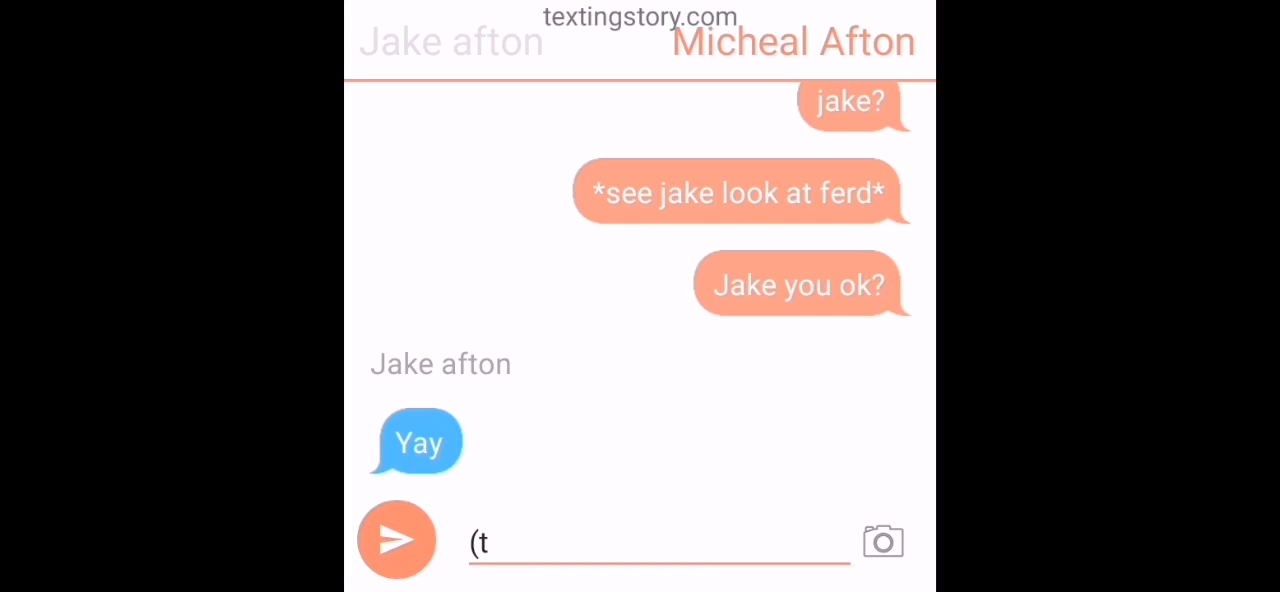 textingstory.com
Jake afton
Micheal Afton
jake?
*see jake look at ferd*
Jake you ok?
Jake afton
Yay
(t